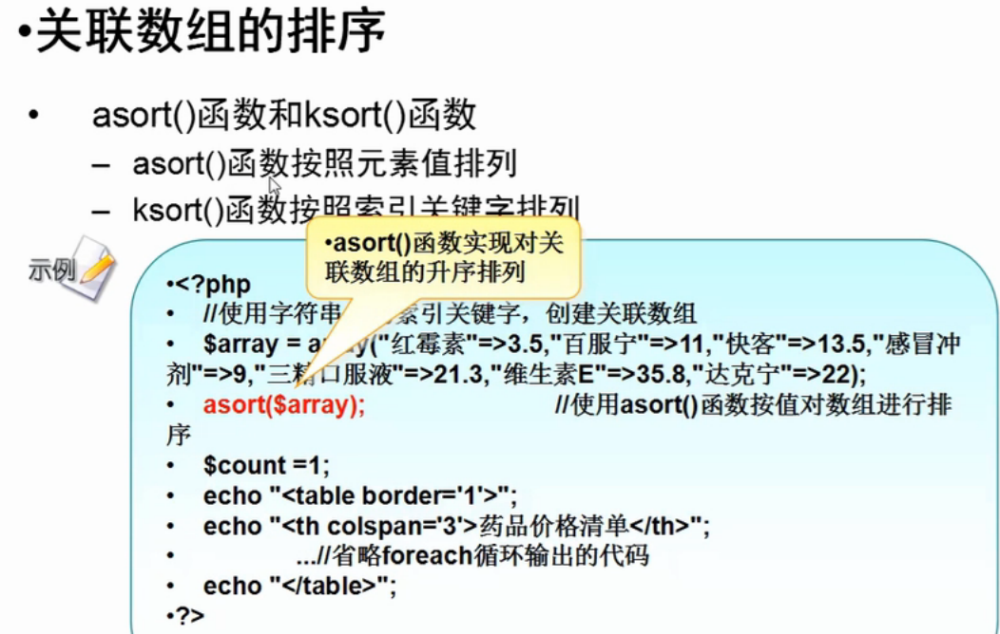 •关联数组的排序
• asort()函数和ksort()函数
– asort()函数按照元素值排列
– ksort()函数按照索引关键字排列
•asort()函数实现对关
联数组的升序排列
示例
•<?php
• //使用字符串 索引关键字，创建关联数组
• $array = array("红霉素"=>3.5,"百服宁"=>11,"快客"=>13.5,"感冒冲
剂"=>9,"三精口服液"=>21.3,"维生素E"=>35.8,"达克宁"=>22);
• asort($array); //使用asort()函数按值对数组进行排
序
• $count =1;
• echo "<table border='1'>";
• echo "<th colspan='3'>药品价格清单</th>";
• ...//省略foreach循环输出的代码
• echo "</table>";
•?>